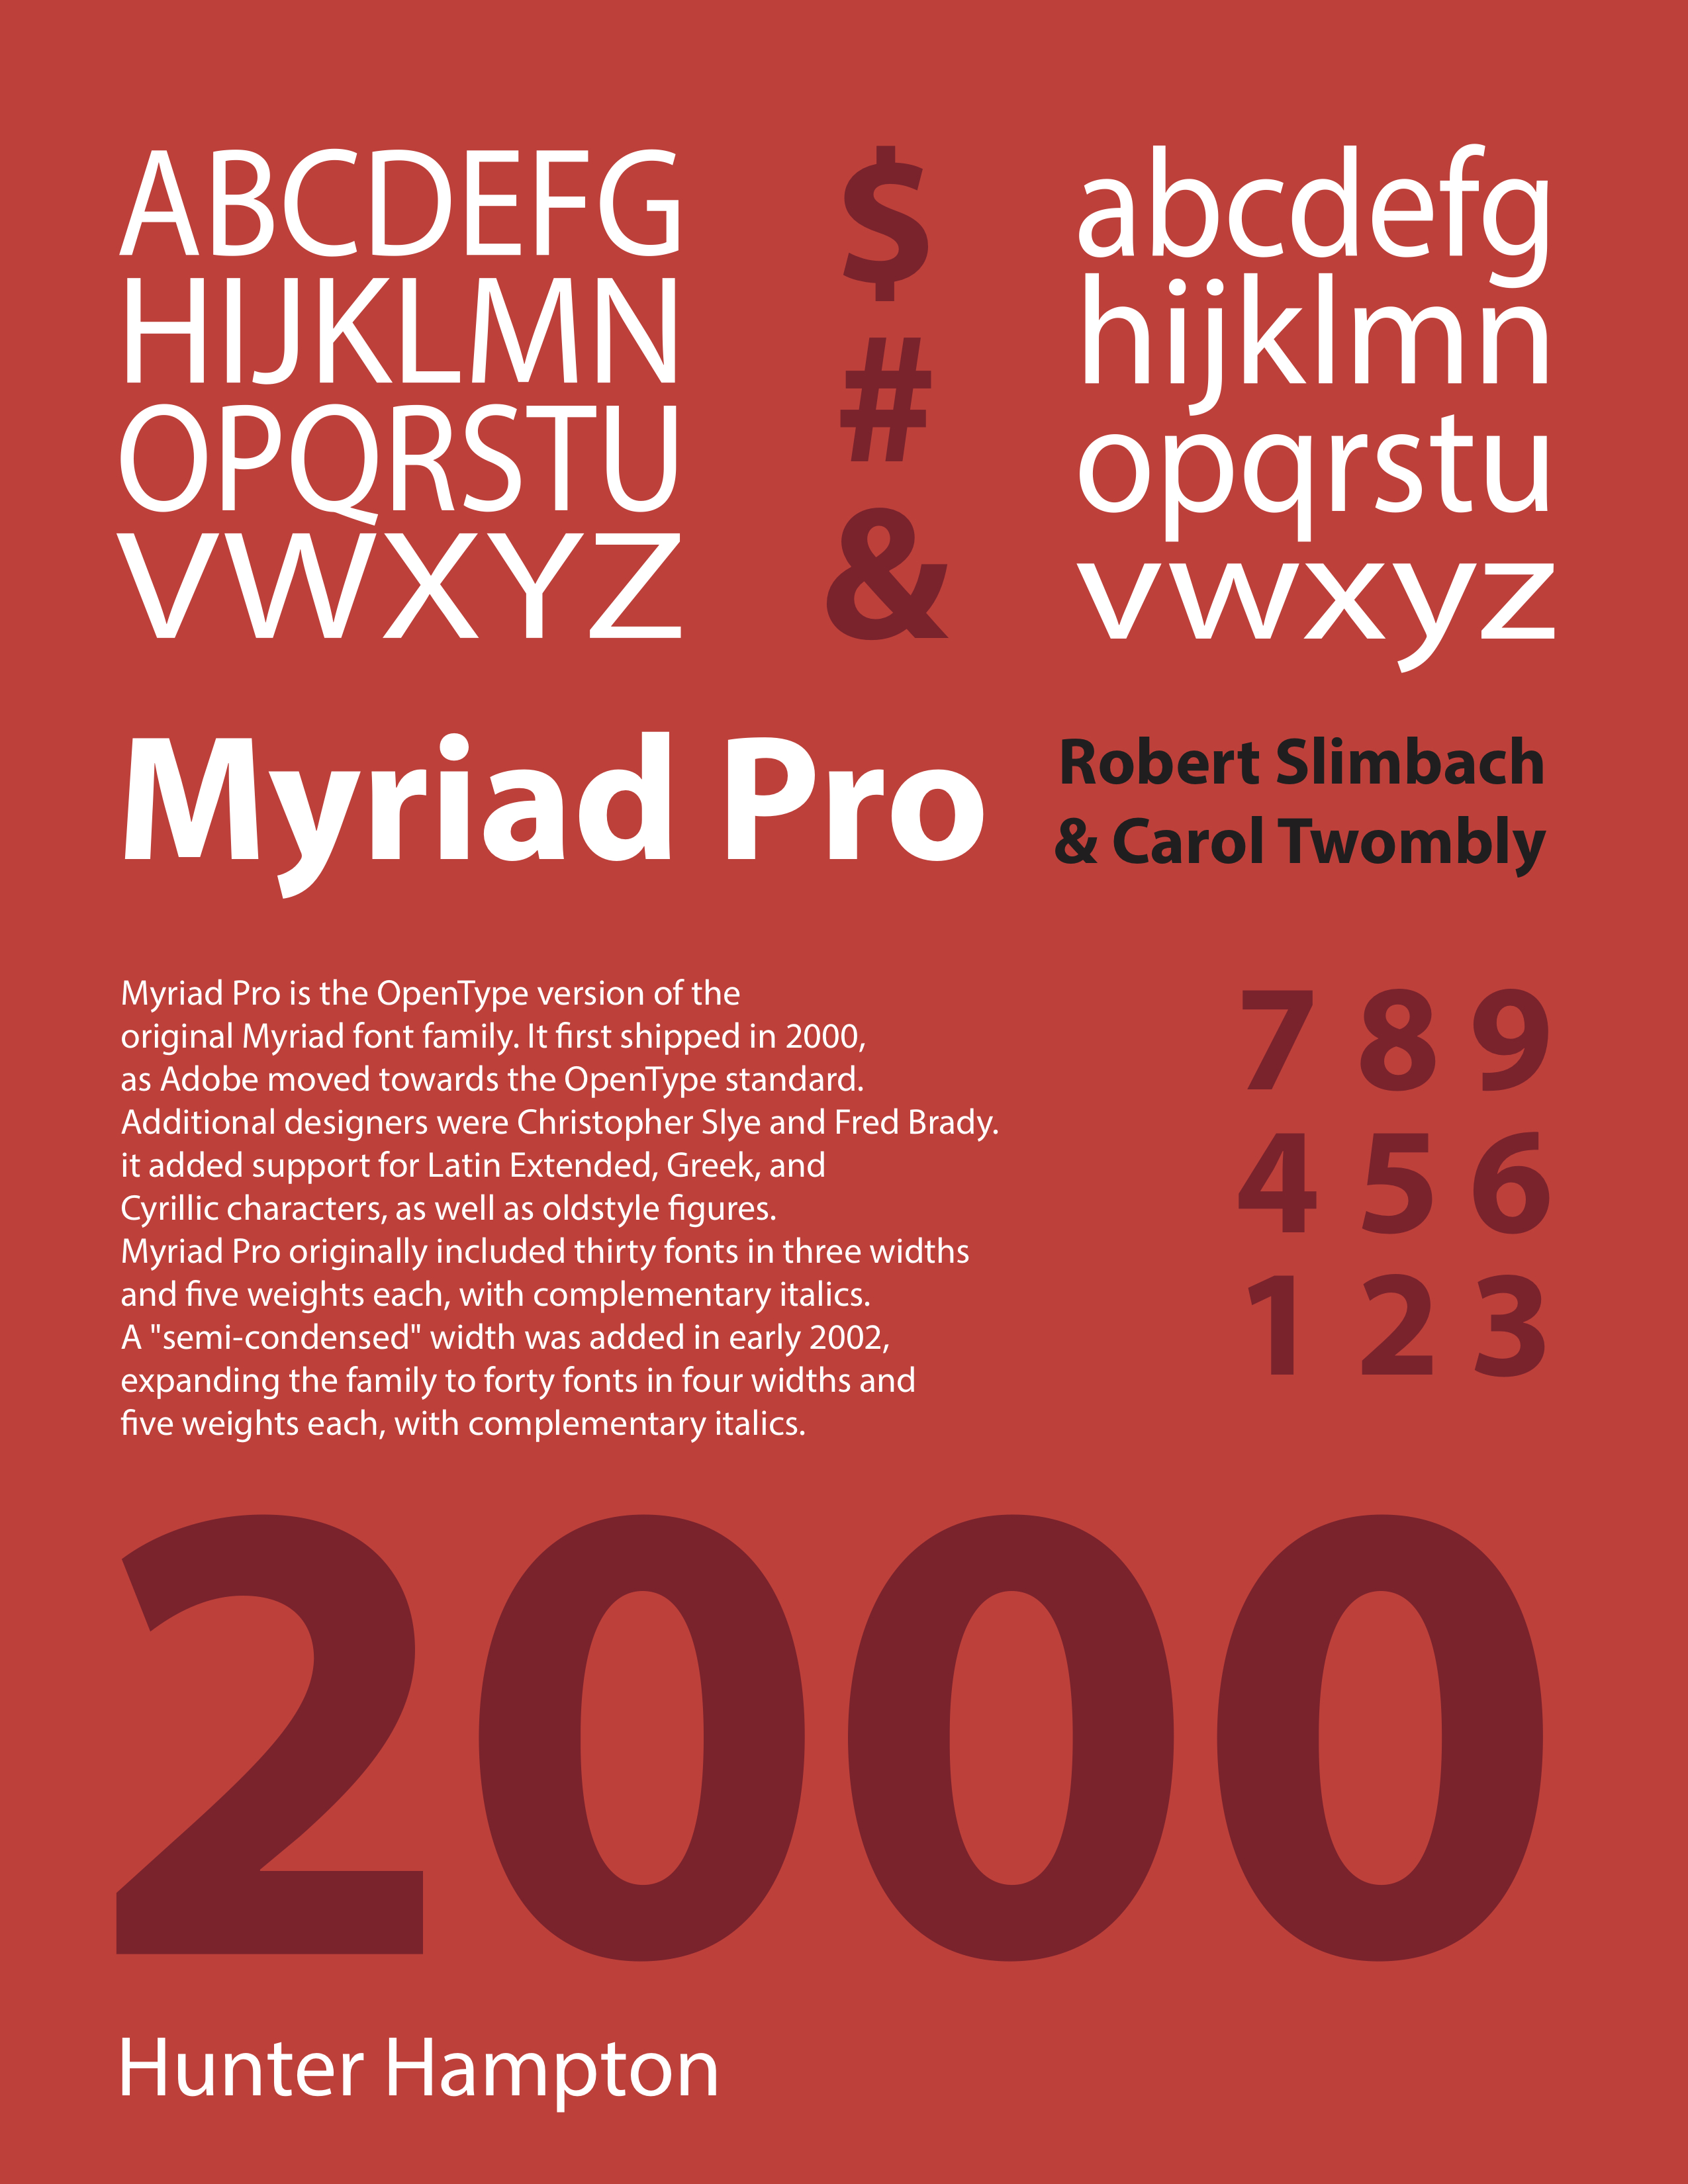 ABCDEFG
HIJKLMN
OPQRSTU
VWXYZ
$
#
&
abcdefg
hijklmn
opqrstu
vwxyz
Myriad Pro
Robert Slimbach
& Carol Twombly
Myriad Pro is the OpenType version of the
original Myriad font family. It first shipped in 2000,
as Adobe moved towards the OpenType standard.
Additional designers were Christopher Slye and Fred Brady.
it added support for Latin Extended, Greek, and
Cyrillic characters, as well as oldstyle figures.
Myriad Pro originally included thirty fonts in three widths
and five weights each, with complementary italics.
A "semi-condensed" width was added in early 2002,
expanding the family to forty fonts in four widths and
five weights each, with complementary italics.
7 8 9
4 5 6
1 2 3
2000
Hunter Hampton